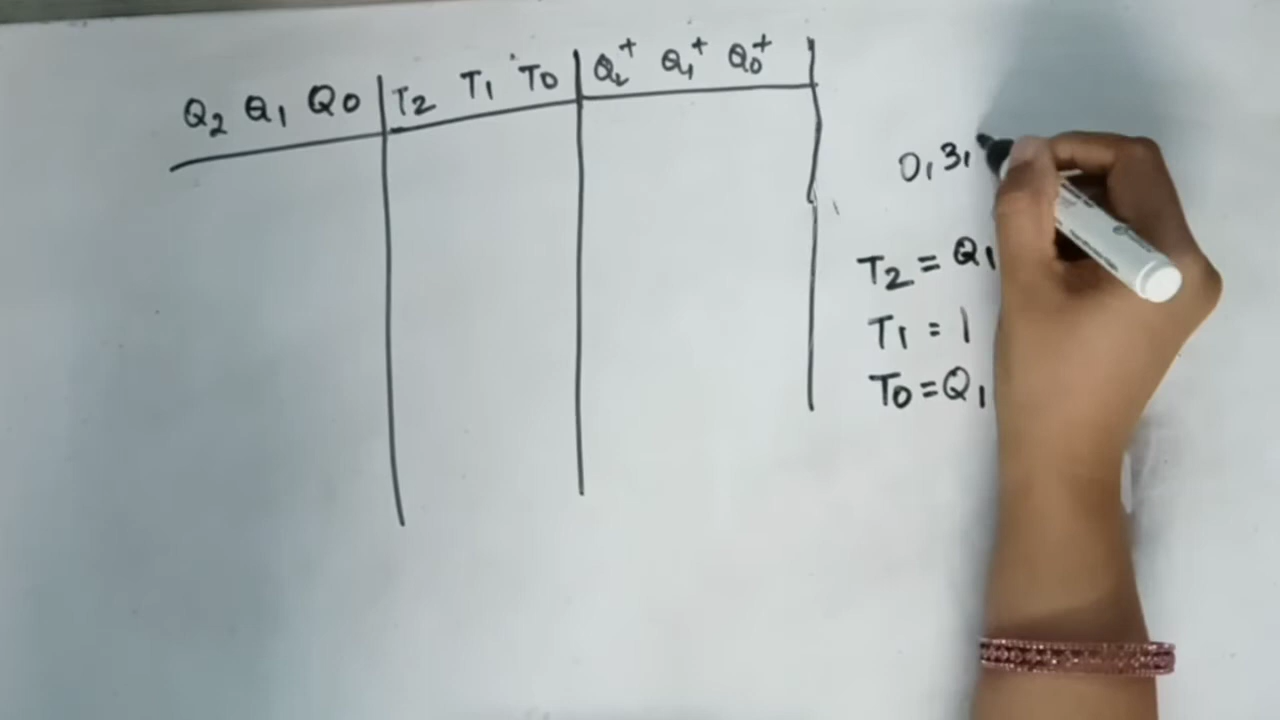 Q2 Q1 Q0 T2 T1 T0 Q2+ Q1+ Q0+
0, 3,
T2 = Q1
T1 = 1
T0 = Q1